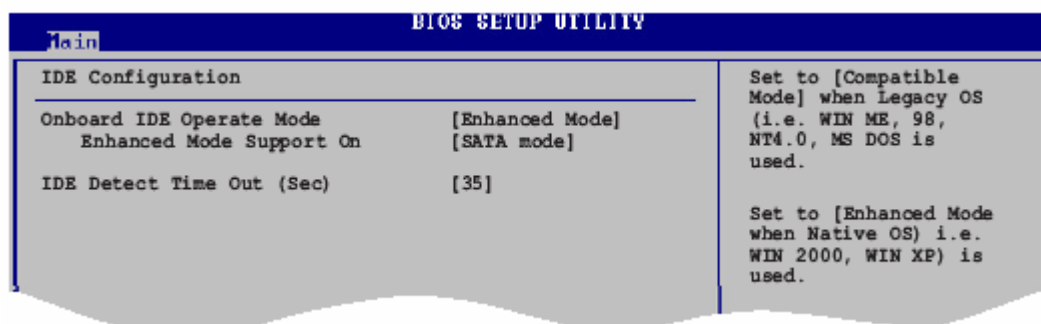 BIOS SETUP UTILITY
Main
IDE Configuration
Onboard IDE Operate Mode [Enhanced Mode]
Enhanced Mode Support On [SATA mode]
IDE Detect Time Out (Sec) [35]
Set to [Compatible
Mode] when Legacy OS
(i.e. WIN ME, 98,
NT4.0, MS DOS is
used.
Set to [Enhanced Mode
when Native OS) i.e.
WIN 2000, WIN XP) is
used.